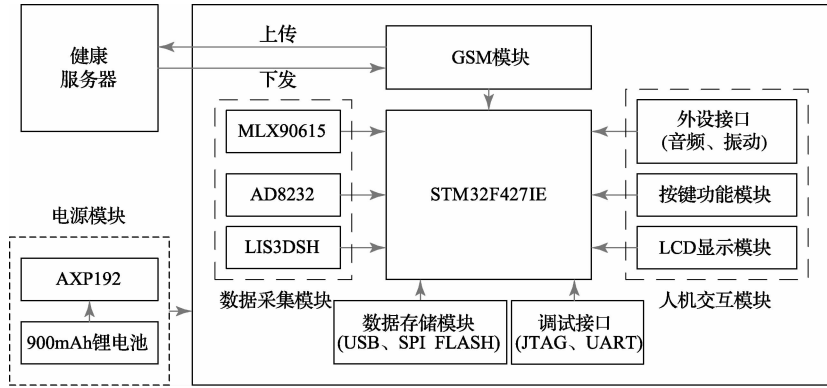 健康
服务器
上传
下发
GSM模块
MLX90615
AD8232
LIS3DSH
数据采集模块
STM32F427IE
外设接口
(音频、振动)
按键功能模块
LCD显示模块
人机交互模块
电源模块
AXP192
900mAh锂电池
数据存储模块
(USB、SPI FLASH)
调试接口
(JTAG、UART)